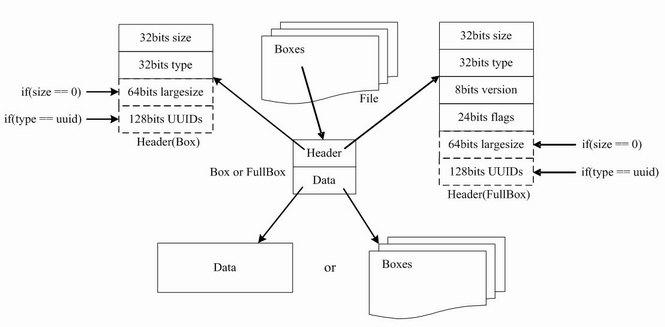 32bits size
32bits type
if(size == 0)
64bits largesize
if(type == uuid)
128bits UUIDs
Header(Box)
Boxes
File
32bits size
32bits type
8bits version
24bits flags
64bits largesize
if(size == 0)
128bits UUIDs
if(type == uuid)
Header(FullBox)
Header
Box or FullBox
Data
Data
or
Boxes